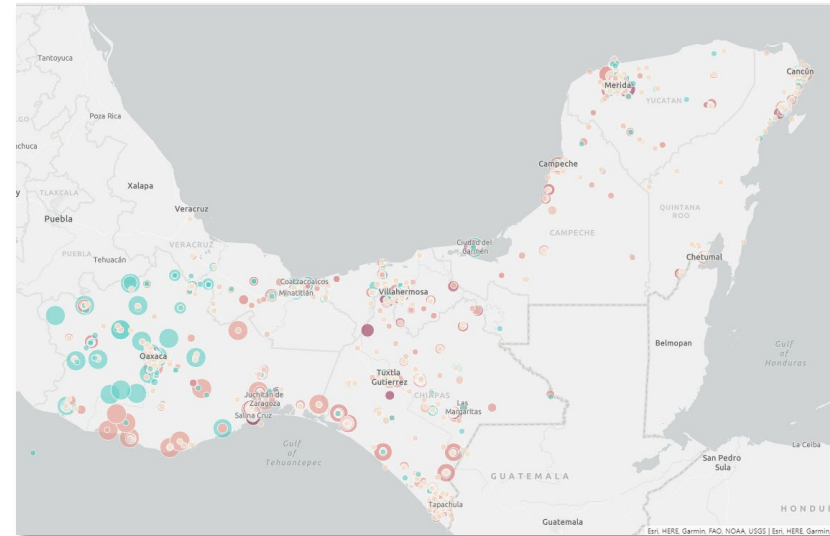 Tantoyuca
Cancún
Merida
YUCATAN
Poza Rica
Campeche
Xalapa
TLAXCALA
Veracruz
QUINTANA
ROO
Puebla
CAMPECHE
VERACRUZ
Ciudad del
Carmen
PUEBLA
Tehuacán
Chetumal
Coatzacoalcos
Minatitlán
Villahermosa
Belmopan
Gulf
of
Honduras
Oaxaca
Tuxtla
Gutierrez
CHIAPAS
Juchitán de
Zaragoza
Las
Margaritas
Salina Cruz
Gulf
of
Tehuantepec
La Ceiba
San Pedro
Sula
GUATEMALA
Tapachula
HONDU
Guatemala
Esri, HERE, Garmin, FAO, NOAA, USGS | Esri, HERE, Garmin,